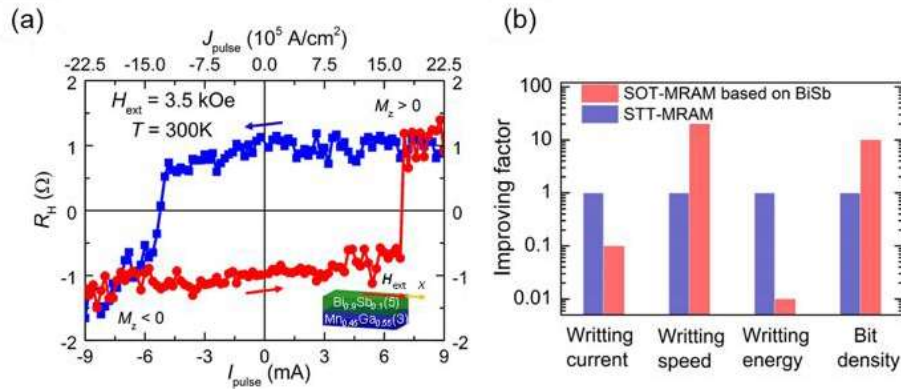 (a)
J_pulse (10^5 A/cm^2)
-22.5 -15.0 -7.5 0.0 7.5 15.0 22.5
2 1 0 -1 -2
R_H (Ω)
H_ext = 3.5 kOe
T = 300K
M_z > 0
M_z < 0
H_ext x
Bi0.9Sb0.1(5)
Mn0.45Ga0.55(3)
2 1 0 -1 -2
-9 -6 -3 0 3 6 9
I_pulse (mA)
(b)
Improving factor
100
10
1
0.1
0.01
SOT-MRAM based on BiSb
STT-MRAM
Writting current
Writting speed
Writting energy
Bit density